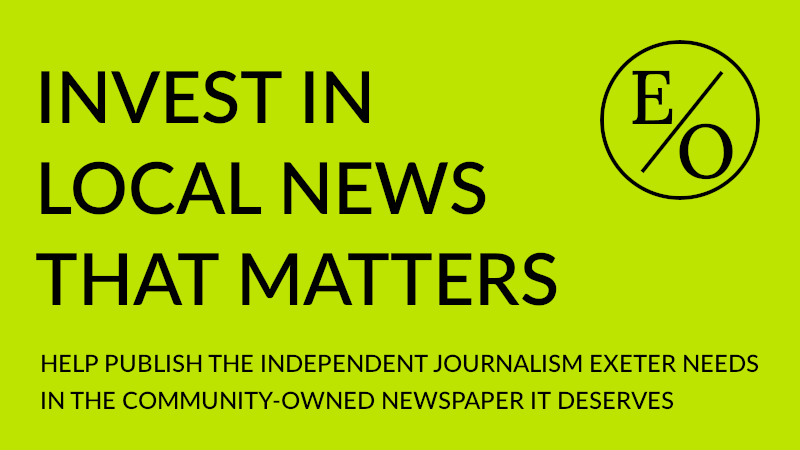 INVEST IN
LOCAL NEWS
THAT MATTERS
E/O
HELP PUBLISH THE INDEPENDENT JOURNALISM EXETER NEEDS
IN THE COMMUNITY-OWNED NEWSPAPER IT DESERVES